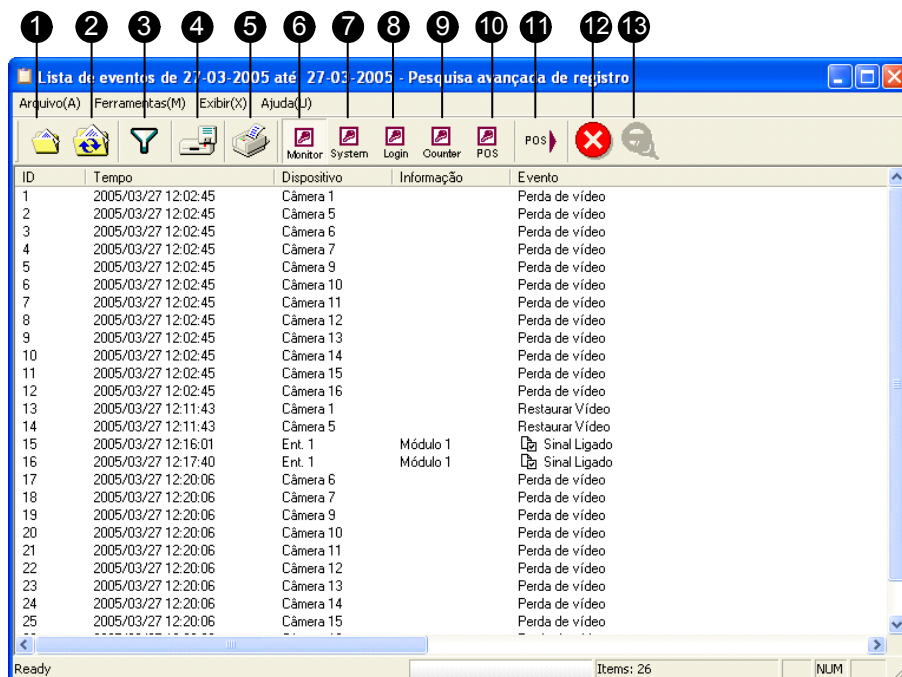 1 2 3 4 5 6 7 8 9 10 11 12 13
Lista de eventos de 27-03-2005 até 27-03-2005 - Pesquisa avançada de registro
Arquivo(A) Ferramentas(M) Exibir(X) Ajuda(U)
Monitor System Login Counter POS POS
ID Tempo Dispositivo Informação Evento
1 2005/03/27 12:02:45 Câmera 1 Perda de vídeo
2 2005/03/27 12:02:45 Câmera 5 Perda de vídeo
3 2005/03/27 12:02:45 Câmera 6 Perda de vídeo
4 2005/03/27 12:02:45 Câmera 7 Perda de vídeo
5 2005/03/27 12:02:45 Câmera 9 Perda de vídeo
6 2005/03/27 12:02:45 Câmera 10 Perda de vídeo
7 2005/03/27 12:02:45 Câmera 11 Perda de vídeo
8 2005/03/27 12:02:45 Câmera 12 Perda de vídeo
9 2005/03/27 12:02:45 Câmera 13 Perda de vídeo
10 2005/03/27 12:02:45 Câmera 14 Perda de vídeo
11 2005/03/27 12:02:45 Câmera 15 Perda de vídeo
12 2005/03/27 12:02:45 Câmera 16 Perda de vídeo
13 2005/03/27 12:11:43 Câmera 1 Restaurar Vídeo
14 2005/03/27 12:11:43 Câmera 5 Restaurar Vídeo
15 2005/03/27 12:16:01 Ent. 1 Módulo 1 Sinal Ligado
16 2005/03/27 12:17:40 Ent. 1 Módulo 1 Sinal Ligado
17 2005/03/27 12:20:06 Câmera 6 Perda de vídeo
18 2005/03/27 12:20:06 Câmera 7 Perda de vídeo
19 2005/03/27 12:20:06 Câmera 9 Perda de vídeo
20 2005/03/27 12:20:06 Câmera 10 Perda de vídeo
21 2005/03/27 12:20:06 Câmera 11 Perda de vídeo
22 2005/03/27 12:20:06 Câmera 12 Perda de vídeo
23 2005/03/27 12:20:06 Câmera 13 Perda de vídeo
24 2005/03/27 12:20:06 Câmera 14 Perda de vídeo
25 2005/03/27 12:20:06 Câmera 15 Perda de vídeo
Ready Items: 26 NUM